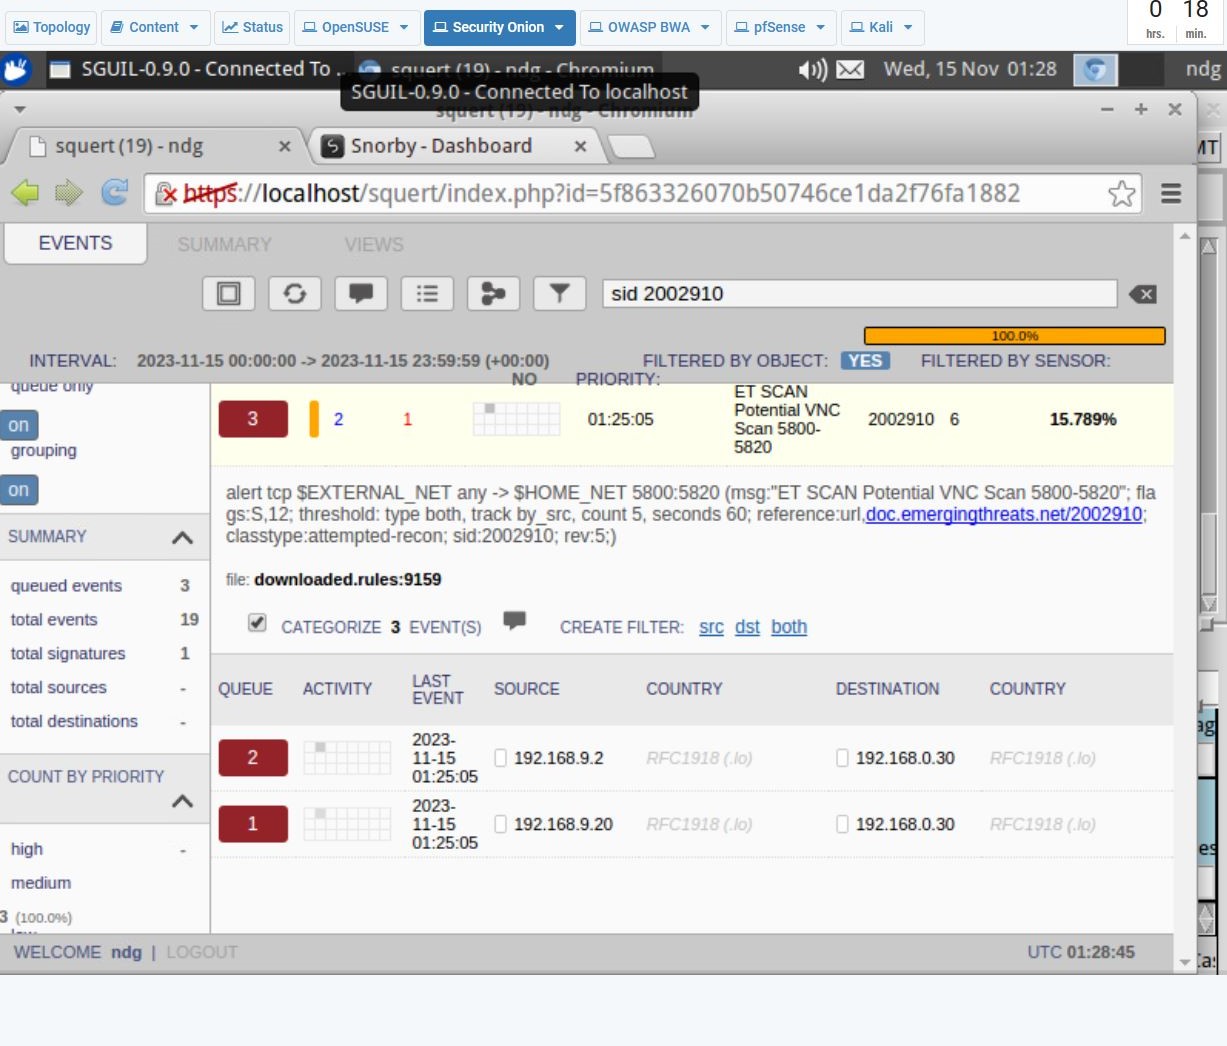 Topology Content Status OpenSUSE Security Onion OWASP BWA pfSense Kali 0 18
hrs. min.
SGUIL-0.9.0 - Connected To ... squert (19) - ndg - Chromium Wed, 15 Nov 01:28 ndg
SGUIL-0.9.0 - Connected To localhost
squert (19) - ndg - Chromium
squert (19) - ndg Snorby - Dashboard MT
https://localhost/squert/index.php?id=5f863326070b50746ce1da2f76fa1882
EVENTS SUMMARY VIEWS
sid 2002910
100.0%
INTERVAL: 2023-11-15 00:00:00 -> 2023-11-15 23:59:59 (+00:00) FILTERED BY OBJECT: YES FILTERED BY SENSOR:
NO PRIORITY:
queue only
on
grouping
on
SUMMARY
queued events 3
total events 19
total signatures 1
total sources -
total destinations -
COUNT BY PRIORITY
high -
medium
3 (100.0%)
low
3 2 1 01:25:05 ET SCAN 2002910 6 15.789%
Potential VNC
Scan 5800-
5820
alert tcp $EXTERNAL_NET any -> $HOME_NET 5800:5820 (msg:"ET SCAN Potential VNC Scan 5800-5820"; fla
gs:S,12; threshold: type both, track by_src, count 5, seconds 60; reference:url,doc.emergingthreats.net/2002910;
classtype:attempted-recon; sid:2002910; rev:5;)
file: downloaded.rules:9159
CATEGORIZE 3 EVENT(S) CREATE FILTER: src dst both
QUEUE ACTIVITY LAST EVENT SOURCE COUNTRY DESTINATION COUNTRY
2 2023-11-15 01:25:05 192.168.9.2 RFC1918 (.lo) 192.168.0.30 RFC1918 (.lo)
1 2023-11-15 01:25:05 192.168.9.20 RFC1918 (.lo) 192.168.0.30 RFC1918 (.lo)
WELCOME ndg | LOGOUT UTC 01:28:45